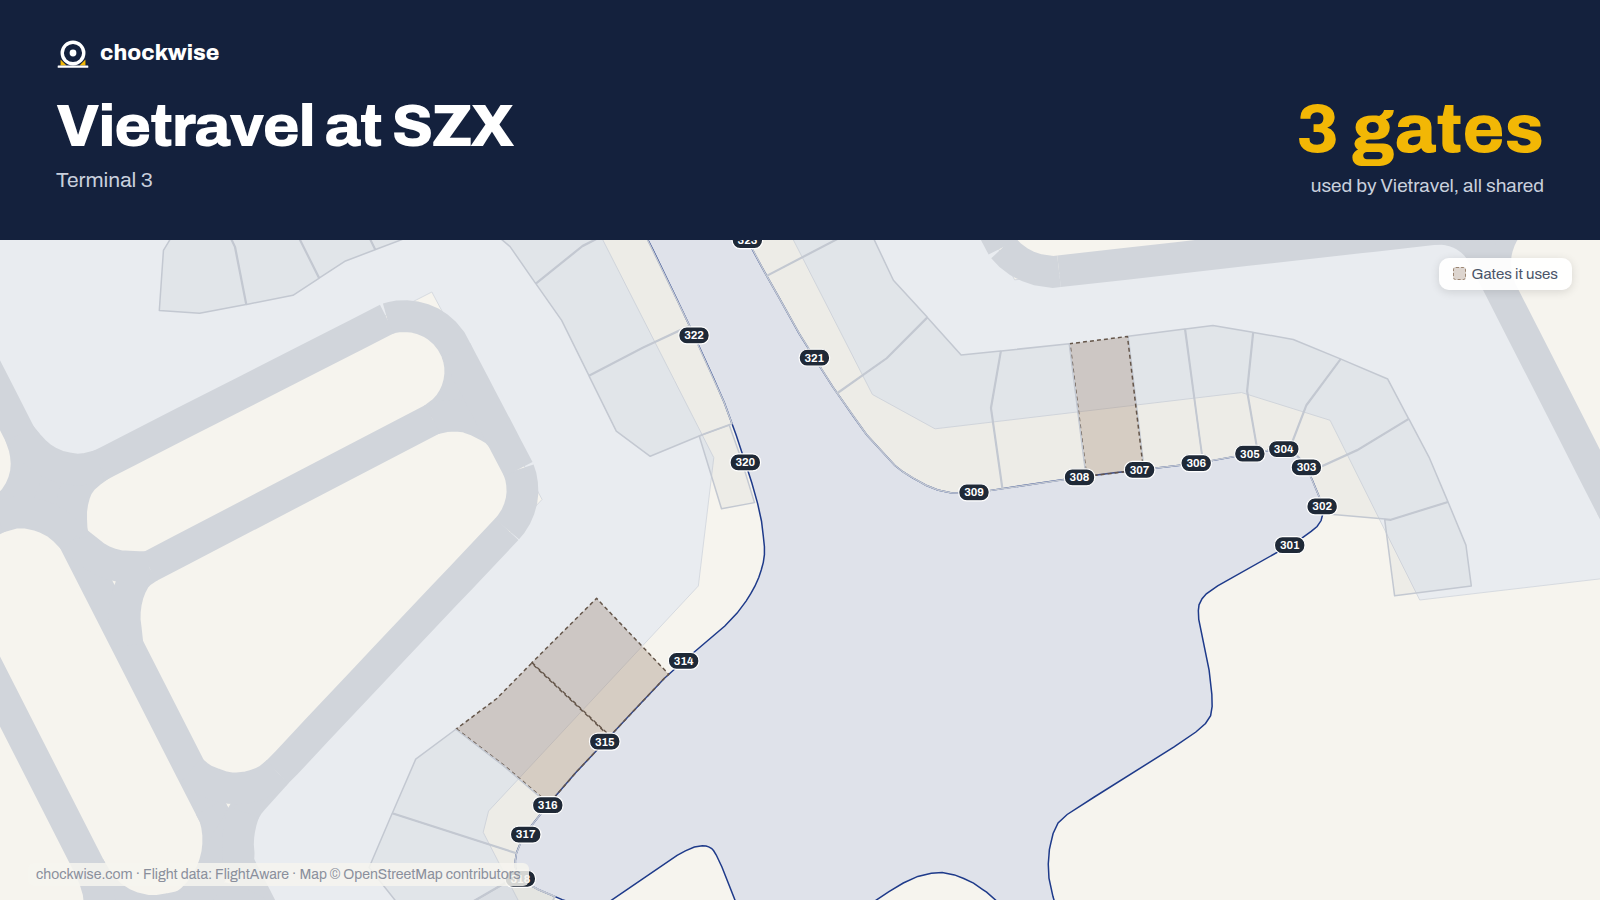 chockwise
Vietravel at SZX
Terminal 3
3 gates
used by Vietravel, all shared
323
Gates it uses
322
321
320
309
308
307
306
305
304
303
302
301
314
315
316
317
chockwise.com · Flight data: FlightAware · Map © OpenStreetMap contributors